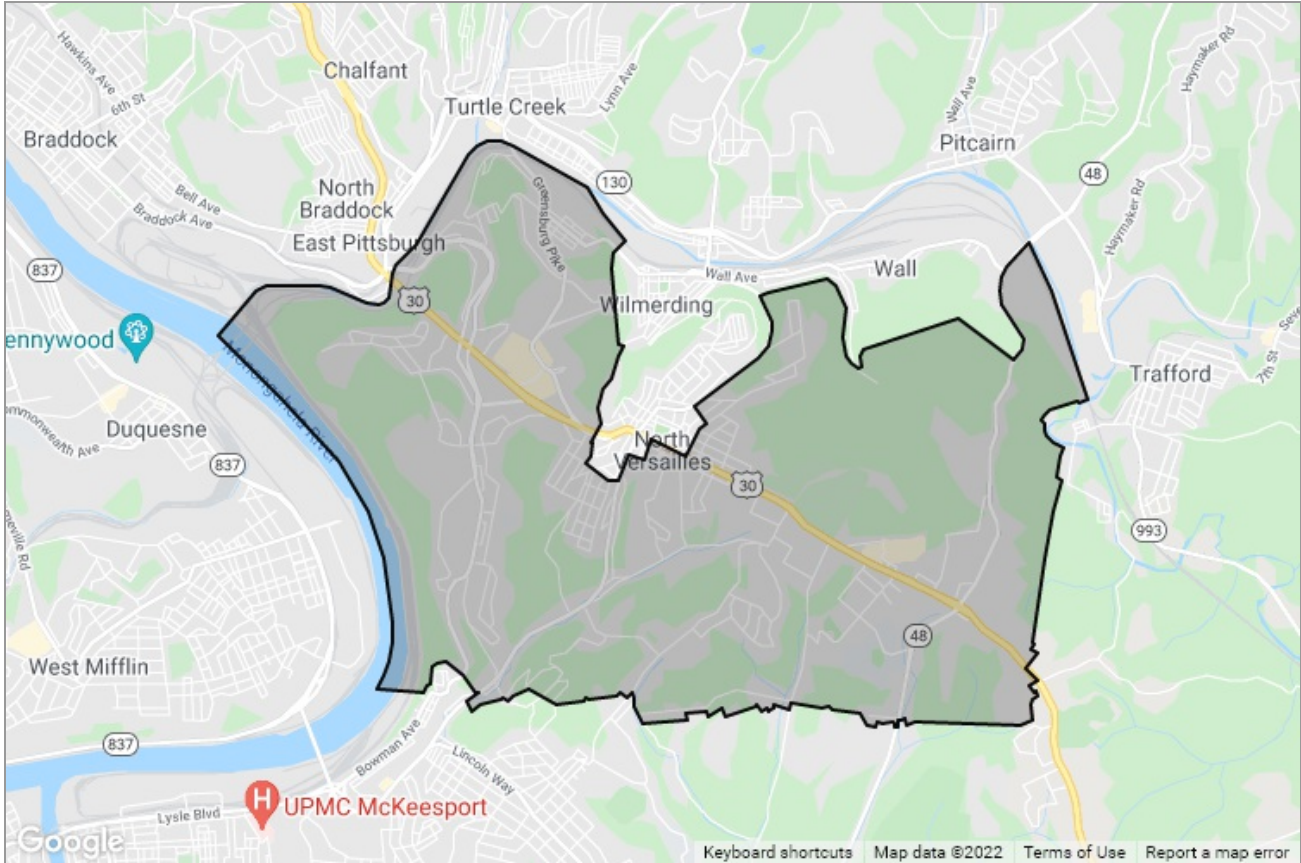 Chalfant
Hawkins Ave
6th St
Turtle Creek
Lynn Ave
Wall Ave
Haymaker Rd
Braddock
Pitcairn
48
130
North
Braddock
Bell Ave
Braddock Ave
Greensburg Pike
Haymaker Rd
East Pittsburgh
837
Wall
Wall Ave
30
Wilmerding
ennywood
Monongahela River
Trafford
7th St
Duquesne
ommonwealth Ave
North
Versailles
837
30
993
48
West Mifflin
837
Bowman Ave
Lincoln Way
UPMC McKeesport
H
Lysle Blvd
Google
Keyboard shortcuts
Map data ©2022
Terms of Use
Report a map error